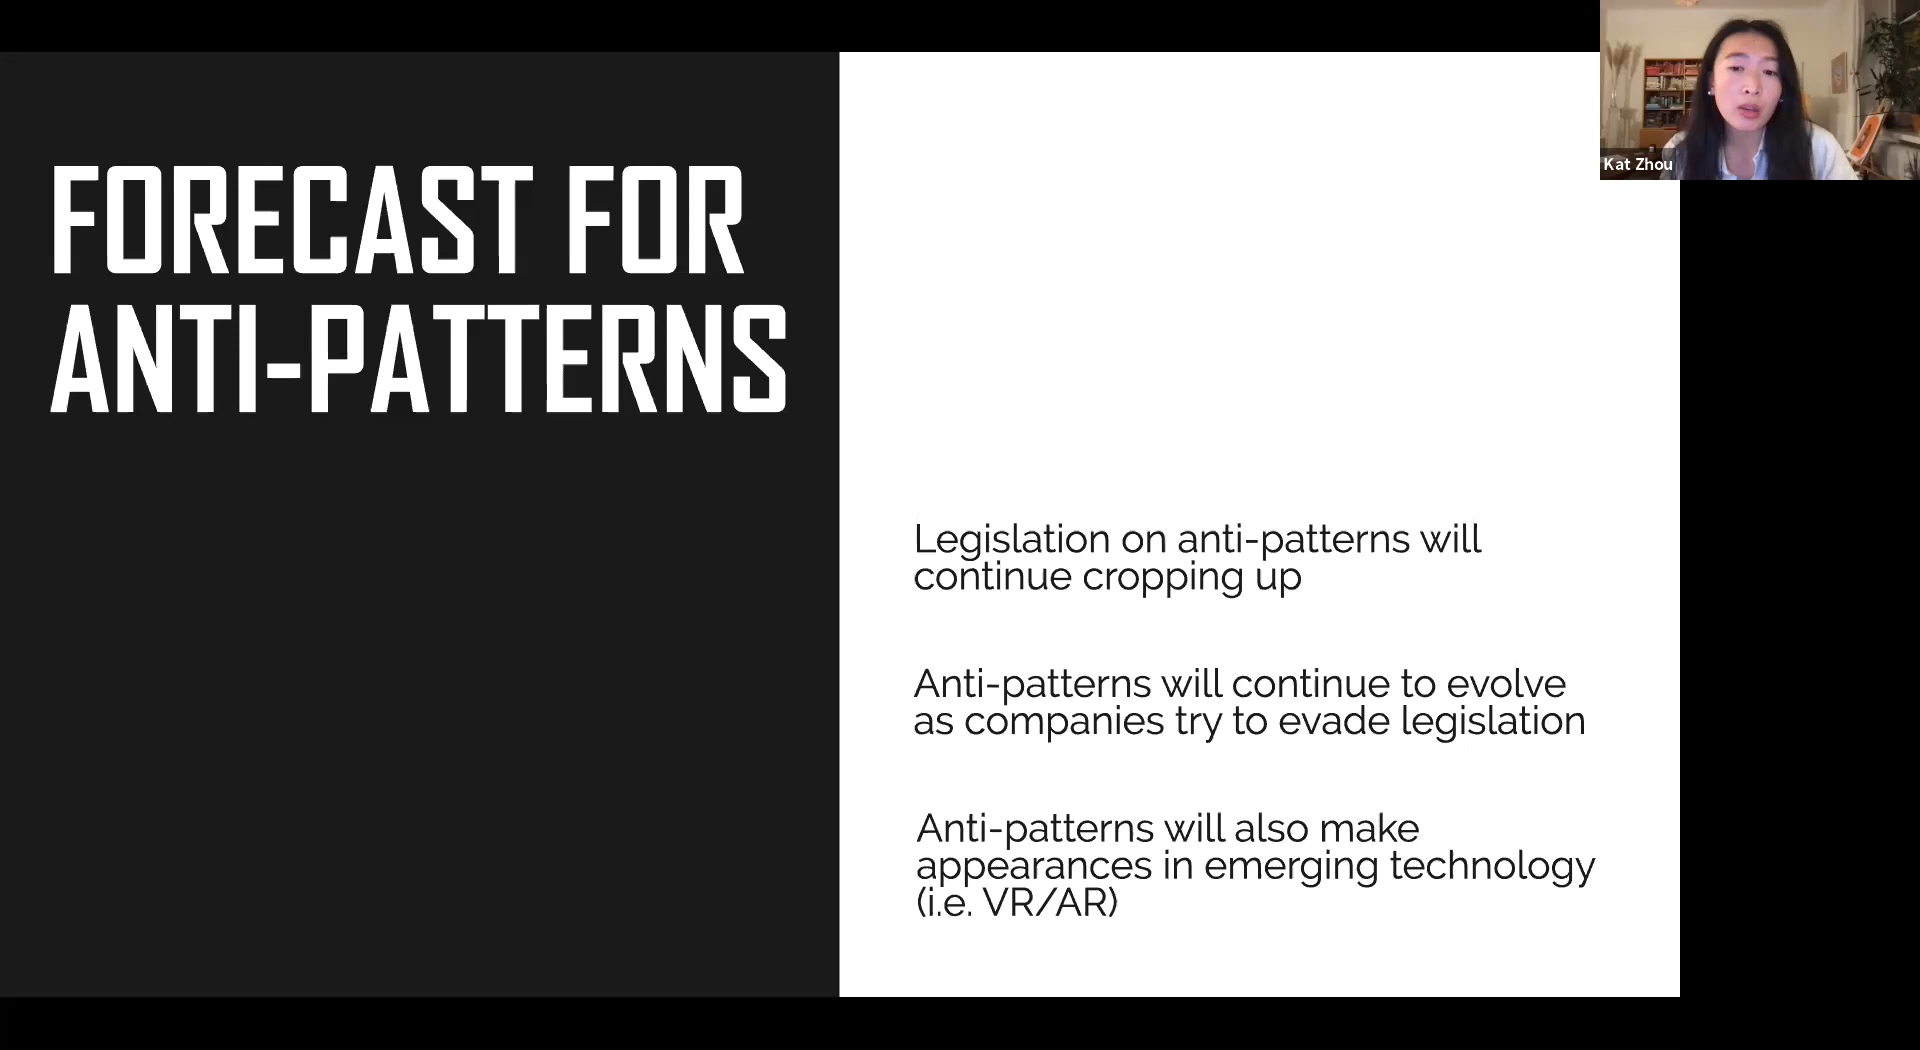 FORECAST FOR
ANTI-PATTERNS
Kat Zhou
Legislation on anti-patterns will
continue cropping up
Anti-patterns will continue to evolve
as companies try to evade legislation
Anti-patterns will also make
appearances in emerging technology
(i.e. VR/AR)